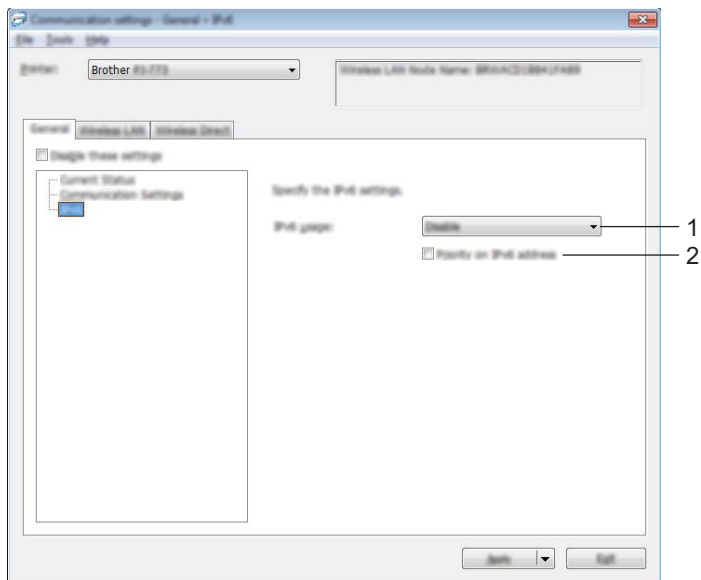 Communication settings - General > IPv6
File Tools Help
Printer:
Brother PJ-773
Wireless LAN Node Name:
General Wireless LAN Wireless Direct
Disable these settings
Current Status
Communication Settings
Specify the IPv6 settings.
IPv6 usage:
Disable
1
Priority on IPv6 address
2
Apply
Exit